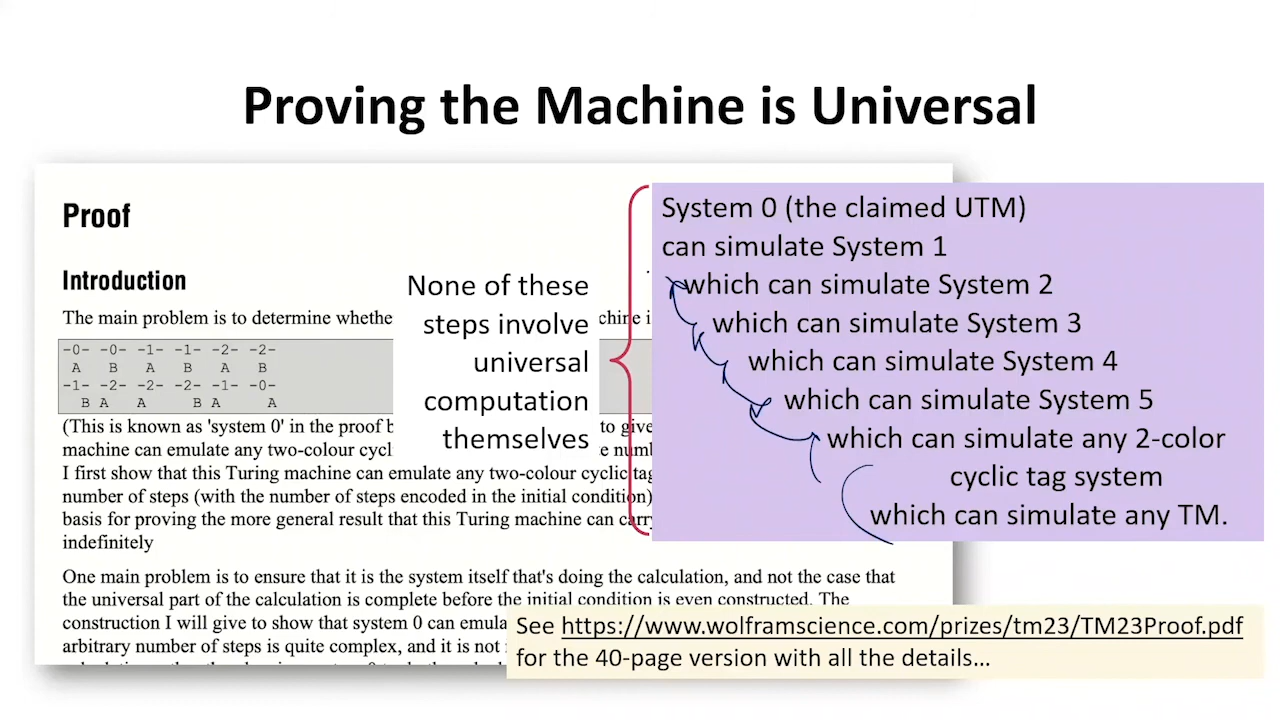 Proving the Machine is Universal
Proof
Introduction
The main problem is to determine whethe
chine i
-0- -0- -1- -1- -2- -2-
A B A B A B
-1- -2- -2- -2- -1- -0-
B A A B A A
(This is known as 'system 0' in the proof b
to give
machine can emulate any two-colour cycl
e numb
I first show that this Turing machine can emulate any two-colour cyclic tag
number of steps (with the number of steps encoded in the initial condition)
basis for proving the more general result that this Turing machine can carry
indefinitely
One main problem is to ensure that it is the system itself that's doing the calculation, and not the case that
the universal part of the calculation is complete before the initial condition is even constructed. The
construction I will give to show that system 0 can emula
arbitrary number of steps is quite complex, and it is not
None of these
steps involve
universal
computation
themselves
System 0 (the claimed UTM)
can simulate System 1
which can simulate System 2
which can simulate System 3
which can simulate System 4
which can simulate System 5
which can simulate any 2-color
cyclic tag system
which can simulate any TM.
See https://www.wolframscience.com/prizes/tm23/TM23Proof.pdf
for the 40-page version with all the details…